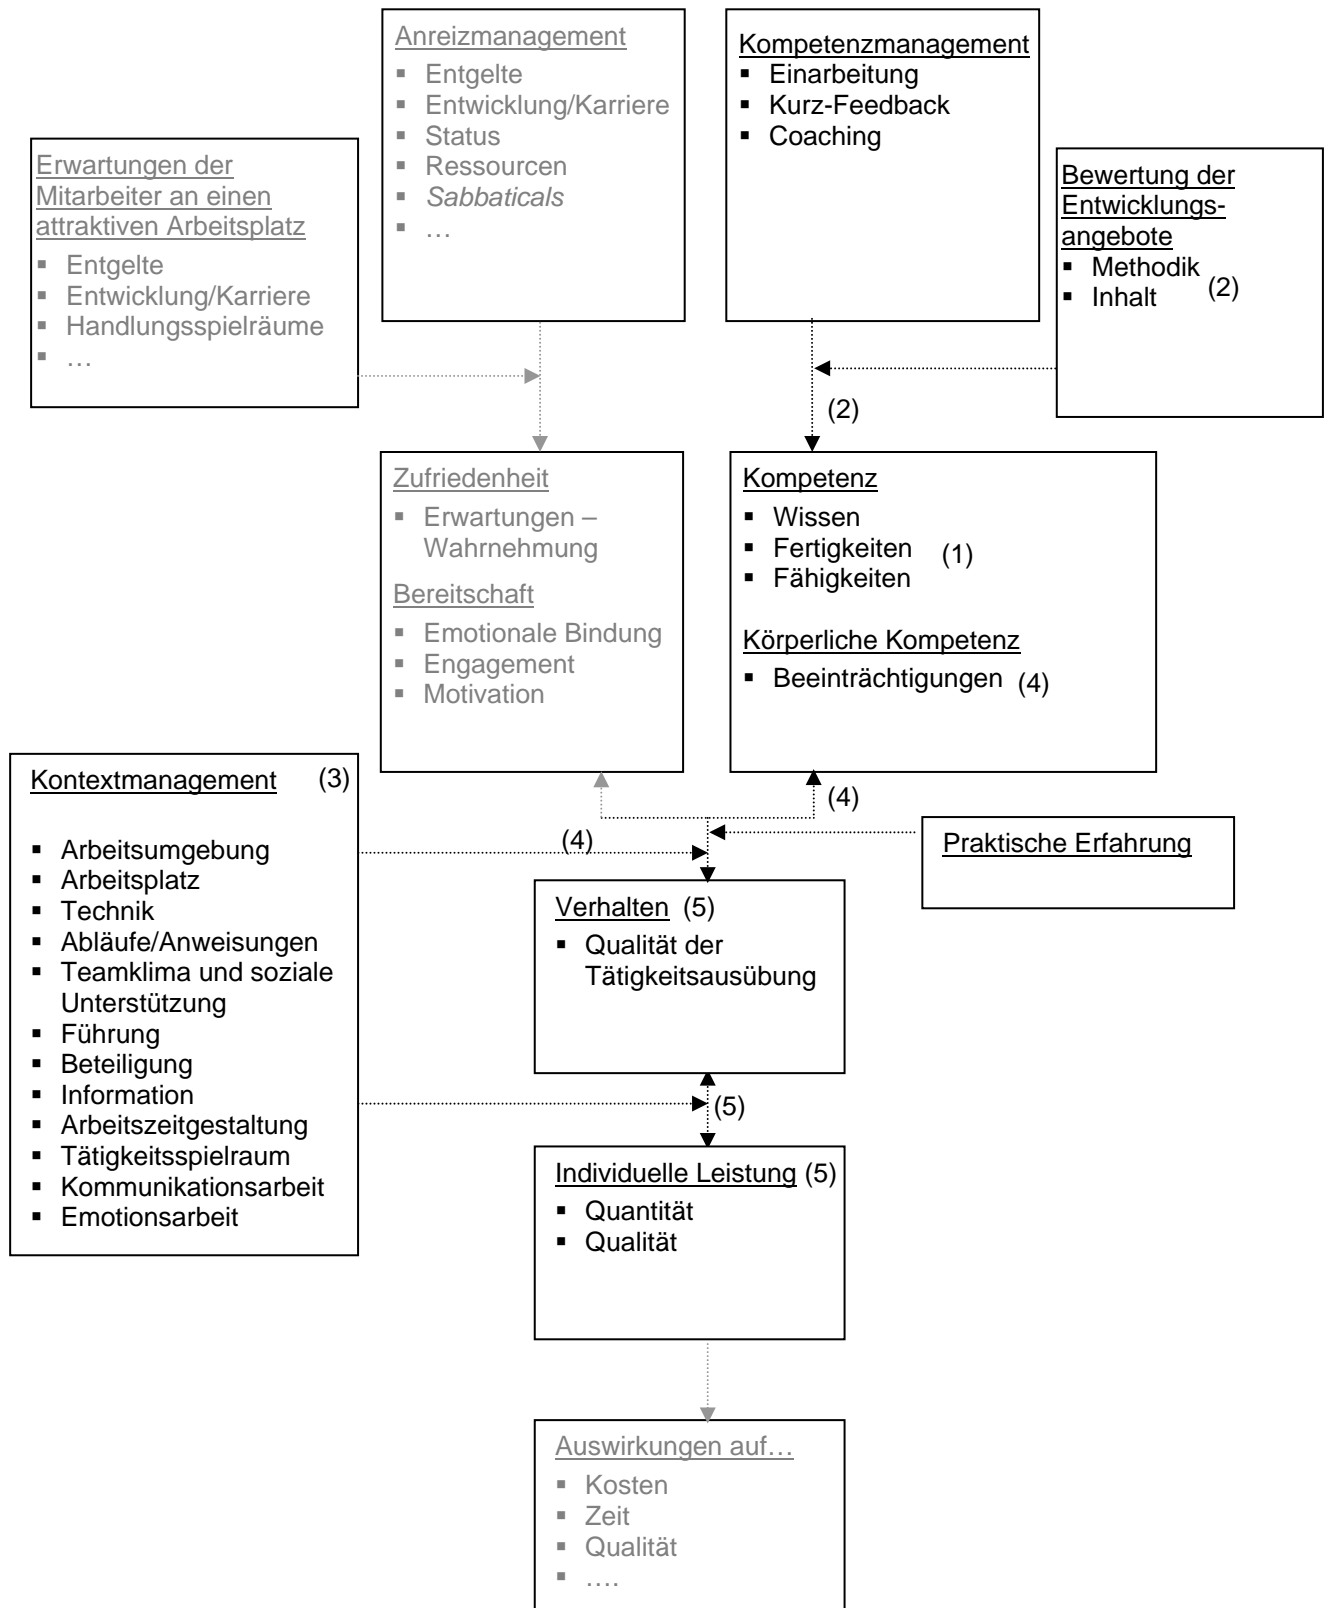 Anreizmanagement
▪ Entgelte
▪ Entwicklung/Karriere
▪ Status
▪ Ressourcen
▪ Sabbaticals
▪ …
Kompetenzmanagement
▪ Einarbeitung
▪ Kurz-Feedback
▪ Coaching
Erwartungen der
Mitarbeiter an einen
attraktiven Arbeitsplatz
▪ Entgelte
▪ Entwicklung/Karriere
▪ Handlungsspielräume
▪ …
Bewertung der
Entwicklungs-
angebote
▪ Methodik
▪ Inhalt (2)
(2)
Zufriedenheit
▪ Erwartungen –
Wahrnehmung
Bereitschaft
▪ Emotionale Bindung
▪ Engagement
▪ Motivation
Kompetenz
▪ Wissen
▪ Fertigkeiten (1)
▪ Fähigkeiten
Körperliche Kompetenz
▪ Beeinträchtigungen (4)
Kontextmanagement (3)
▪ Arbeitsumgebung
▪ Arbeitsplatz
▪ Technik
▪ Abläufe/Anweisungen
▪ Teamklima und soziale
Unterstützung
▪ Führung
▪ Beteiligung
▪ Information
▪ Arbeitszeitgestaltung
▪ Tätigkeitsspielraum
▪ Kommunikationsarbeit
▪ Emotionsarbeit
(4)
(4)
Praktische Erfahrung
Verhalten (5)
▪ Qualität der
Tätigkeitsausübung
(5)
Individuelle Leistung (5)
▪ Quantität
▪ Qualität
Auswirkungen auf…
▪ Kosten
▪ Zeit
▪ Qualität
▪ ….